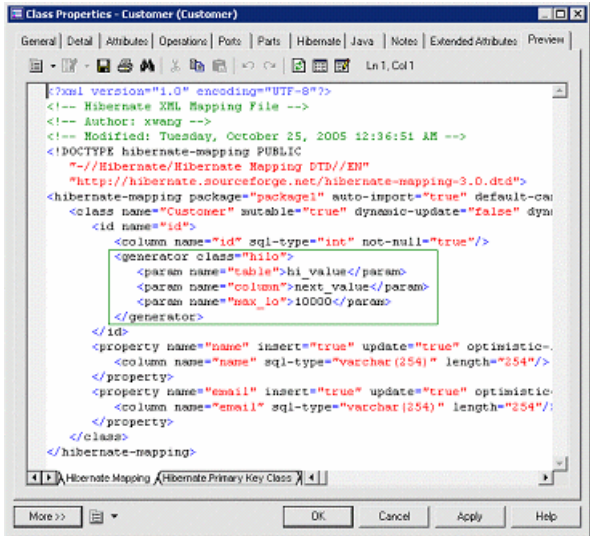 Class Properties - Customer (Customer)
General Detail Attributes Operations Ports Parts Hibernate Java Notes Extended Attributes Preview
Ln 1, Col 1
<?xml version="1.0" encoding="UTF-8"?>
<!-- Hibernate XML Mapping File -->
<!-- Author: xwang -->
<!-- Modified: Tuesday, October 25, 2005 12:36:51 AM -->
<!DOCTYPE hibernate-mapping PUBLIC
"-//Hibernate/Hibernate Mapping DTD//EN"
"http://hibernate.sourceforge.net/hibernate-mapping-3.0.dtd">
<hibernate-mapping package="package1" auto-import="true" default-cas
<class name="Customer" mutable="true" dynamic-update="false" dyna
<id name="id">
<column name="id" sql-type="int" not-null="true"/>
<generator class="hilo">
<param name="table">hi_value</param>
<param name="column">next_value</param>
<param name="max_lo">10000</param>
</generator>
</id>
<property name="name" insert="true" update="true" optimistic-
<column name="name" sql-type="varchar(254)" length="254"/>
</property>
<property name="email" insert="true" update="true" optimistic-
<column name="email" sql-type="varchar(254)" length="254"/
</property>
</class>
</hibernate-mapping>
Hibernate.Mapping Hibernate.Primary Key Class
More >> OK Cancel Apply Help